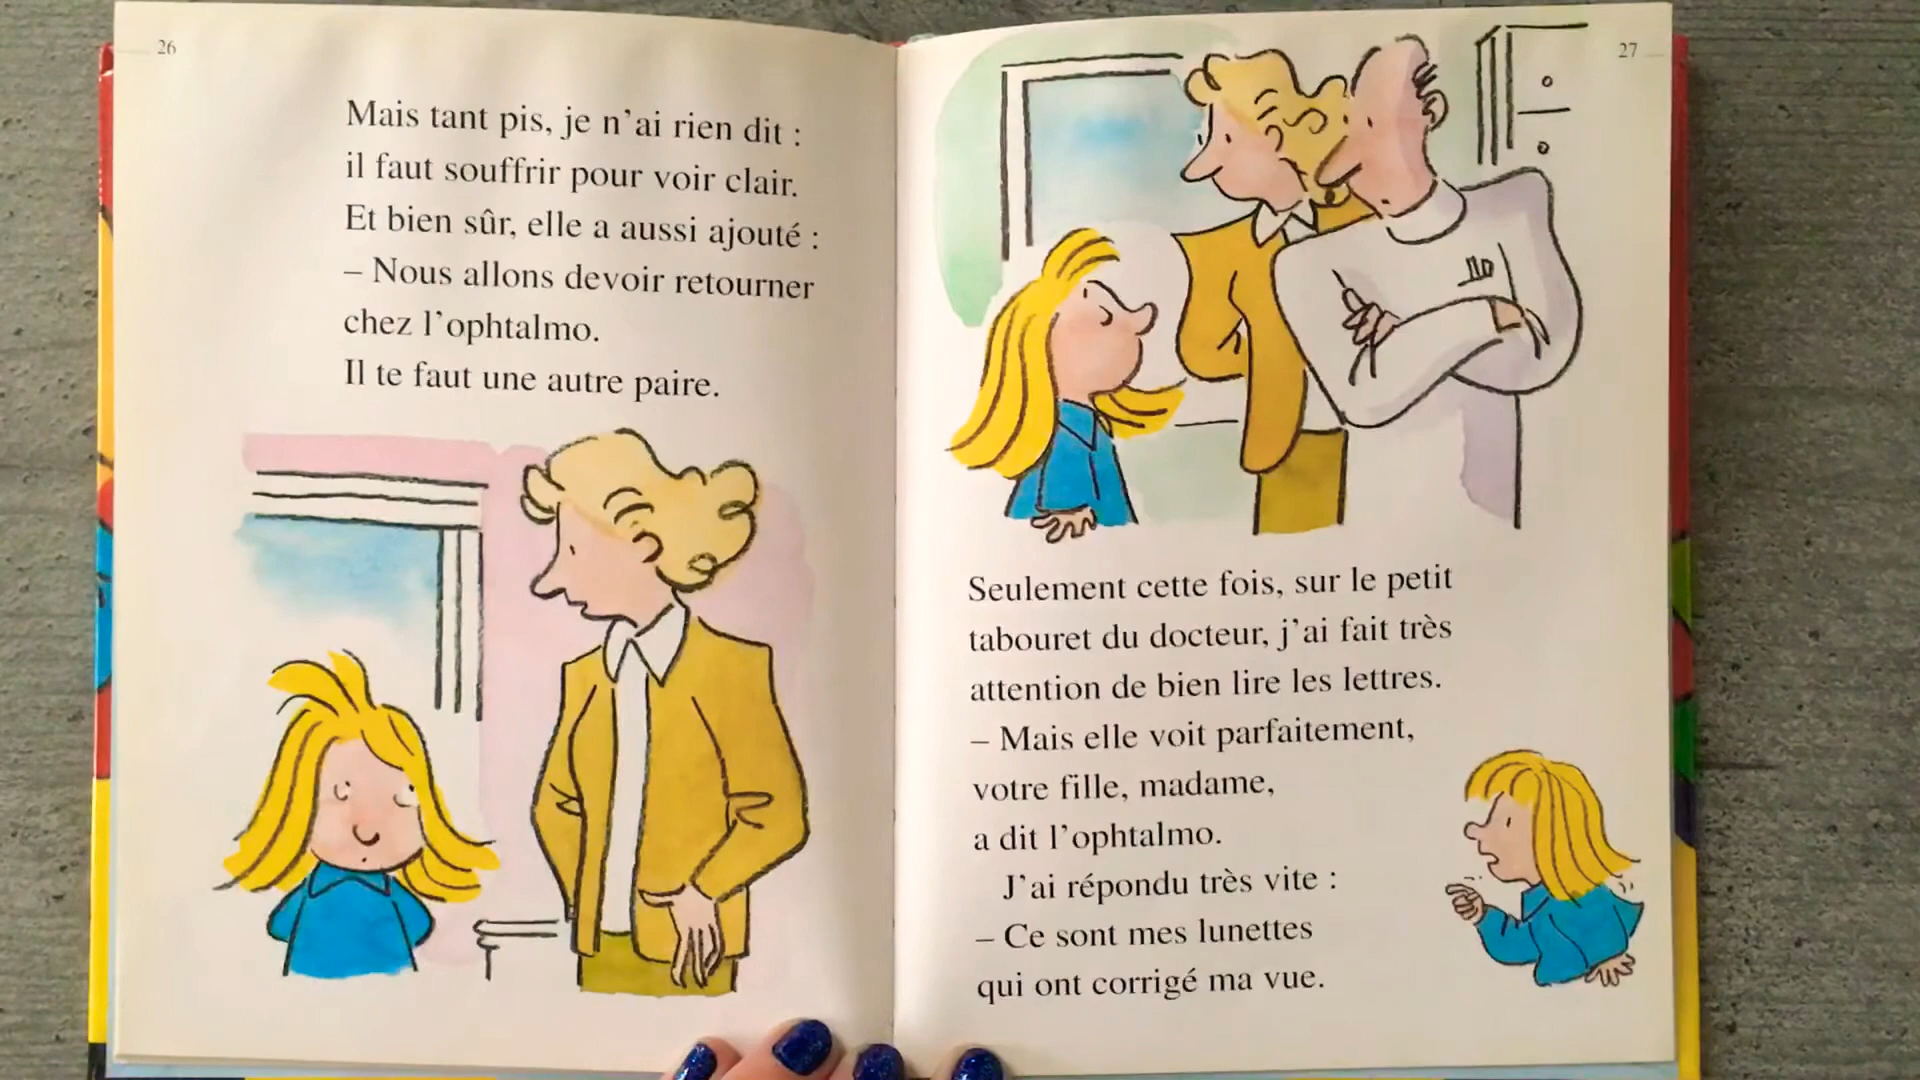 26
Mais tant pis, je n'ai rien dit :
il faut souffrir pour voir clair.
Et bien sûr, elle a aussi ajouté :
– Nous allons devoir retourner
chez l'ophtalmo.
Il te faut une autre paire.
27
Seulement cette fois, sur le petit
tabouret du docteur, j'ai fait très
attention de bien lire les lettres.
– Mais elle voit parfaitement,
votre fille, madame,
a dit l'ophtalmo.
J'ai répondu très vite :
– Ce sont mes lunettes
qui ont corrigé ma vue.